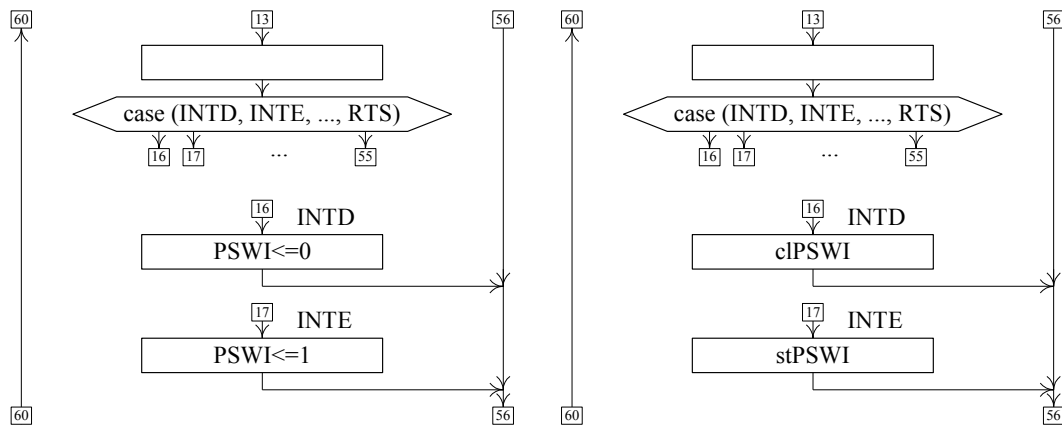 60 13 56 60 13 56
case (INTD, INTE, ..., RTS) case (INTD, INTE, ..., RTS)
16 17 ... 55 16 17 ... 55
16 INTD 16 INTD
PSWI<=0 clPSWI
17 INTE 17 INTE
PSWI<=1 stPSWI
60 56 60 56